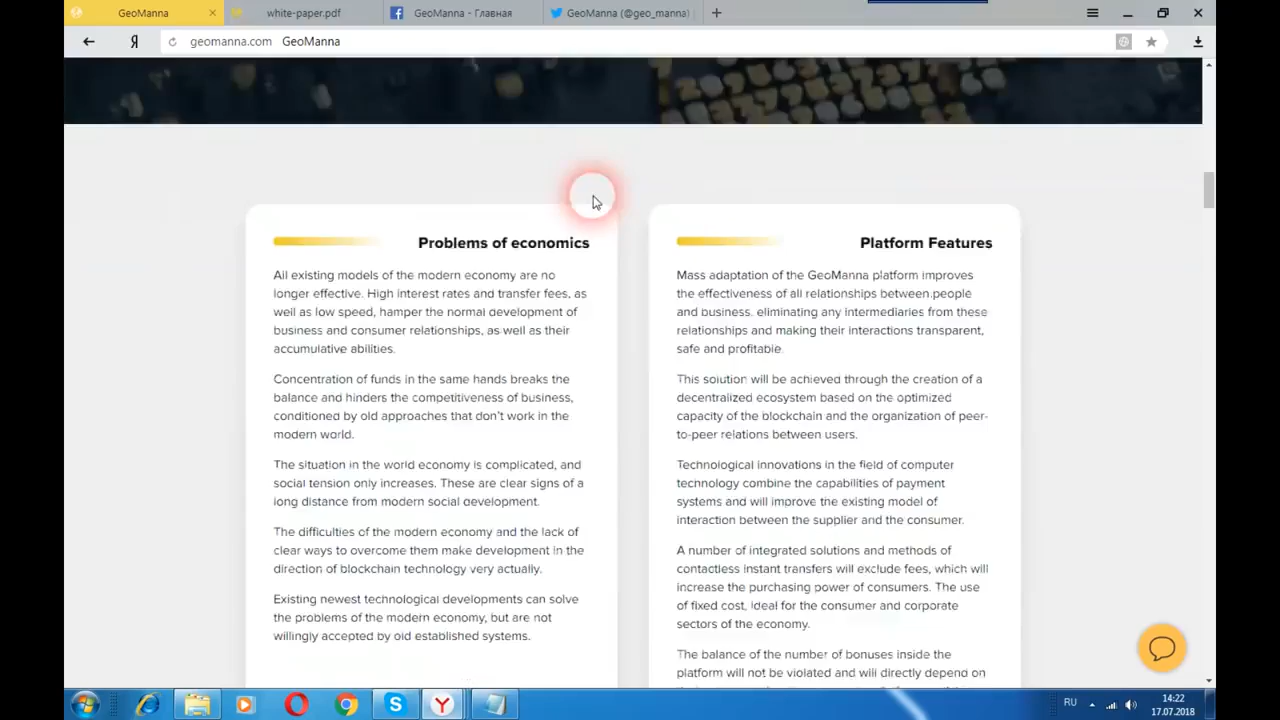 GeoManna
white-paper.pdf
GeoManna - Главная
GeoManna (@geo_manna)
geomanna.com GeoManna
Problems of economics
All existing models of the modern economy are no
longer effective. High interest rates and transfer fees, as
well as low speed, hamper the normal development of
business and consumer relationships, as well as their
accumulative abilities.
Concentration of funds in the same hands breaks the
balance and hinders the competitiveness of business,
conditioned by old approaches that don't work in the
modern world.
The situation in the world economy is complicated, and
social tension only increases. These are clear signs of a
long distance from modern social development.
The difficulties of the modern economy and the lack of
clear ways to overcome them make development in the
direction of blockchain technology very actually.
Existing newest technological developments can solve
the problems of the modern economy, but are not
willingly accepted by old established systems.
Platform Features
Mass adaptation of the GeoManna platform improves
the effectiveness of all relationships between people
and business. eliminating any intermediaries from these
relationships and making their interactions transparent,
safe and profitable.
This solution will be achieved through the creation of a
decentralized ecosystem based on the optimized
capacity of the blockchain and the organization of peer-
to-peer relations between users.
Technological innovations in the field of computer
technology combine the capabilities of payment
systems and will improve the existing model of
interaction between the supplier and the consumer.
A number of integrated solutions and methods of
contactless instant transfers will exclude fees, which will
increase the purchasing power of consumers. The use
of fixed cost, ideal for the consumer and corporate
sectors of the economy.
The balance of the number of bonuses inside the
platform will not be violated and will directly depend on
RU
14:22
17.07.2018